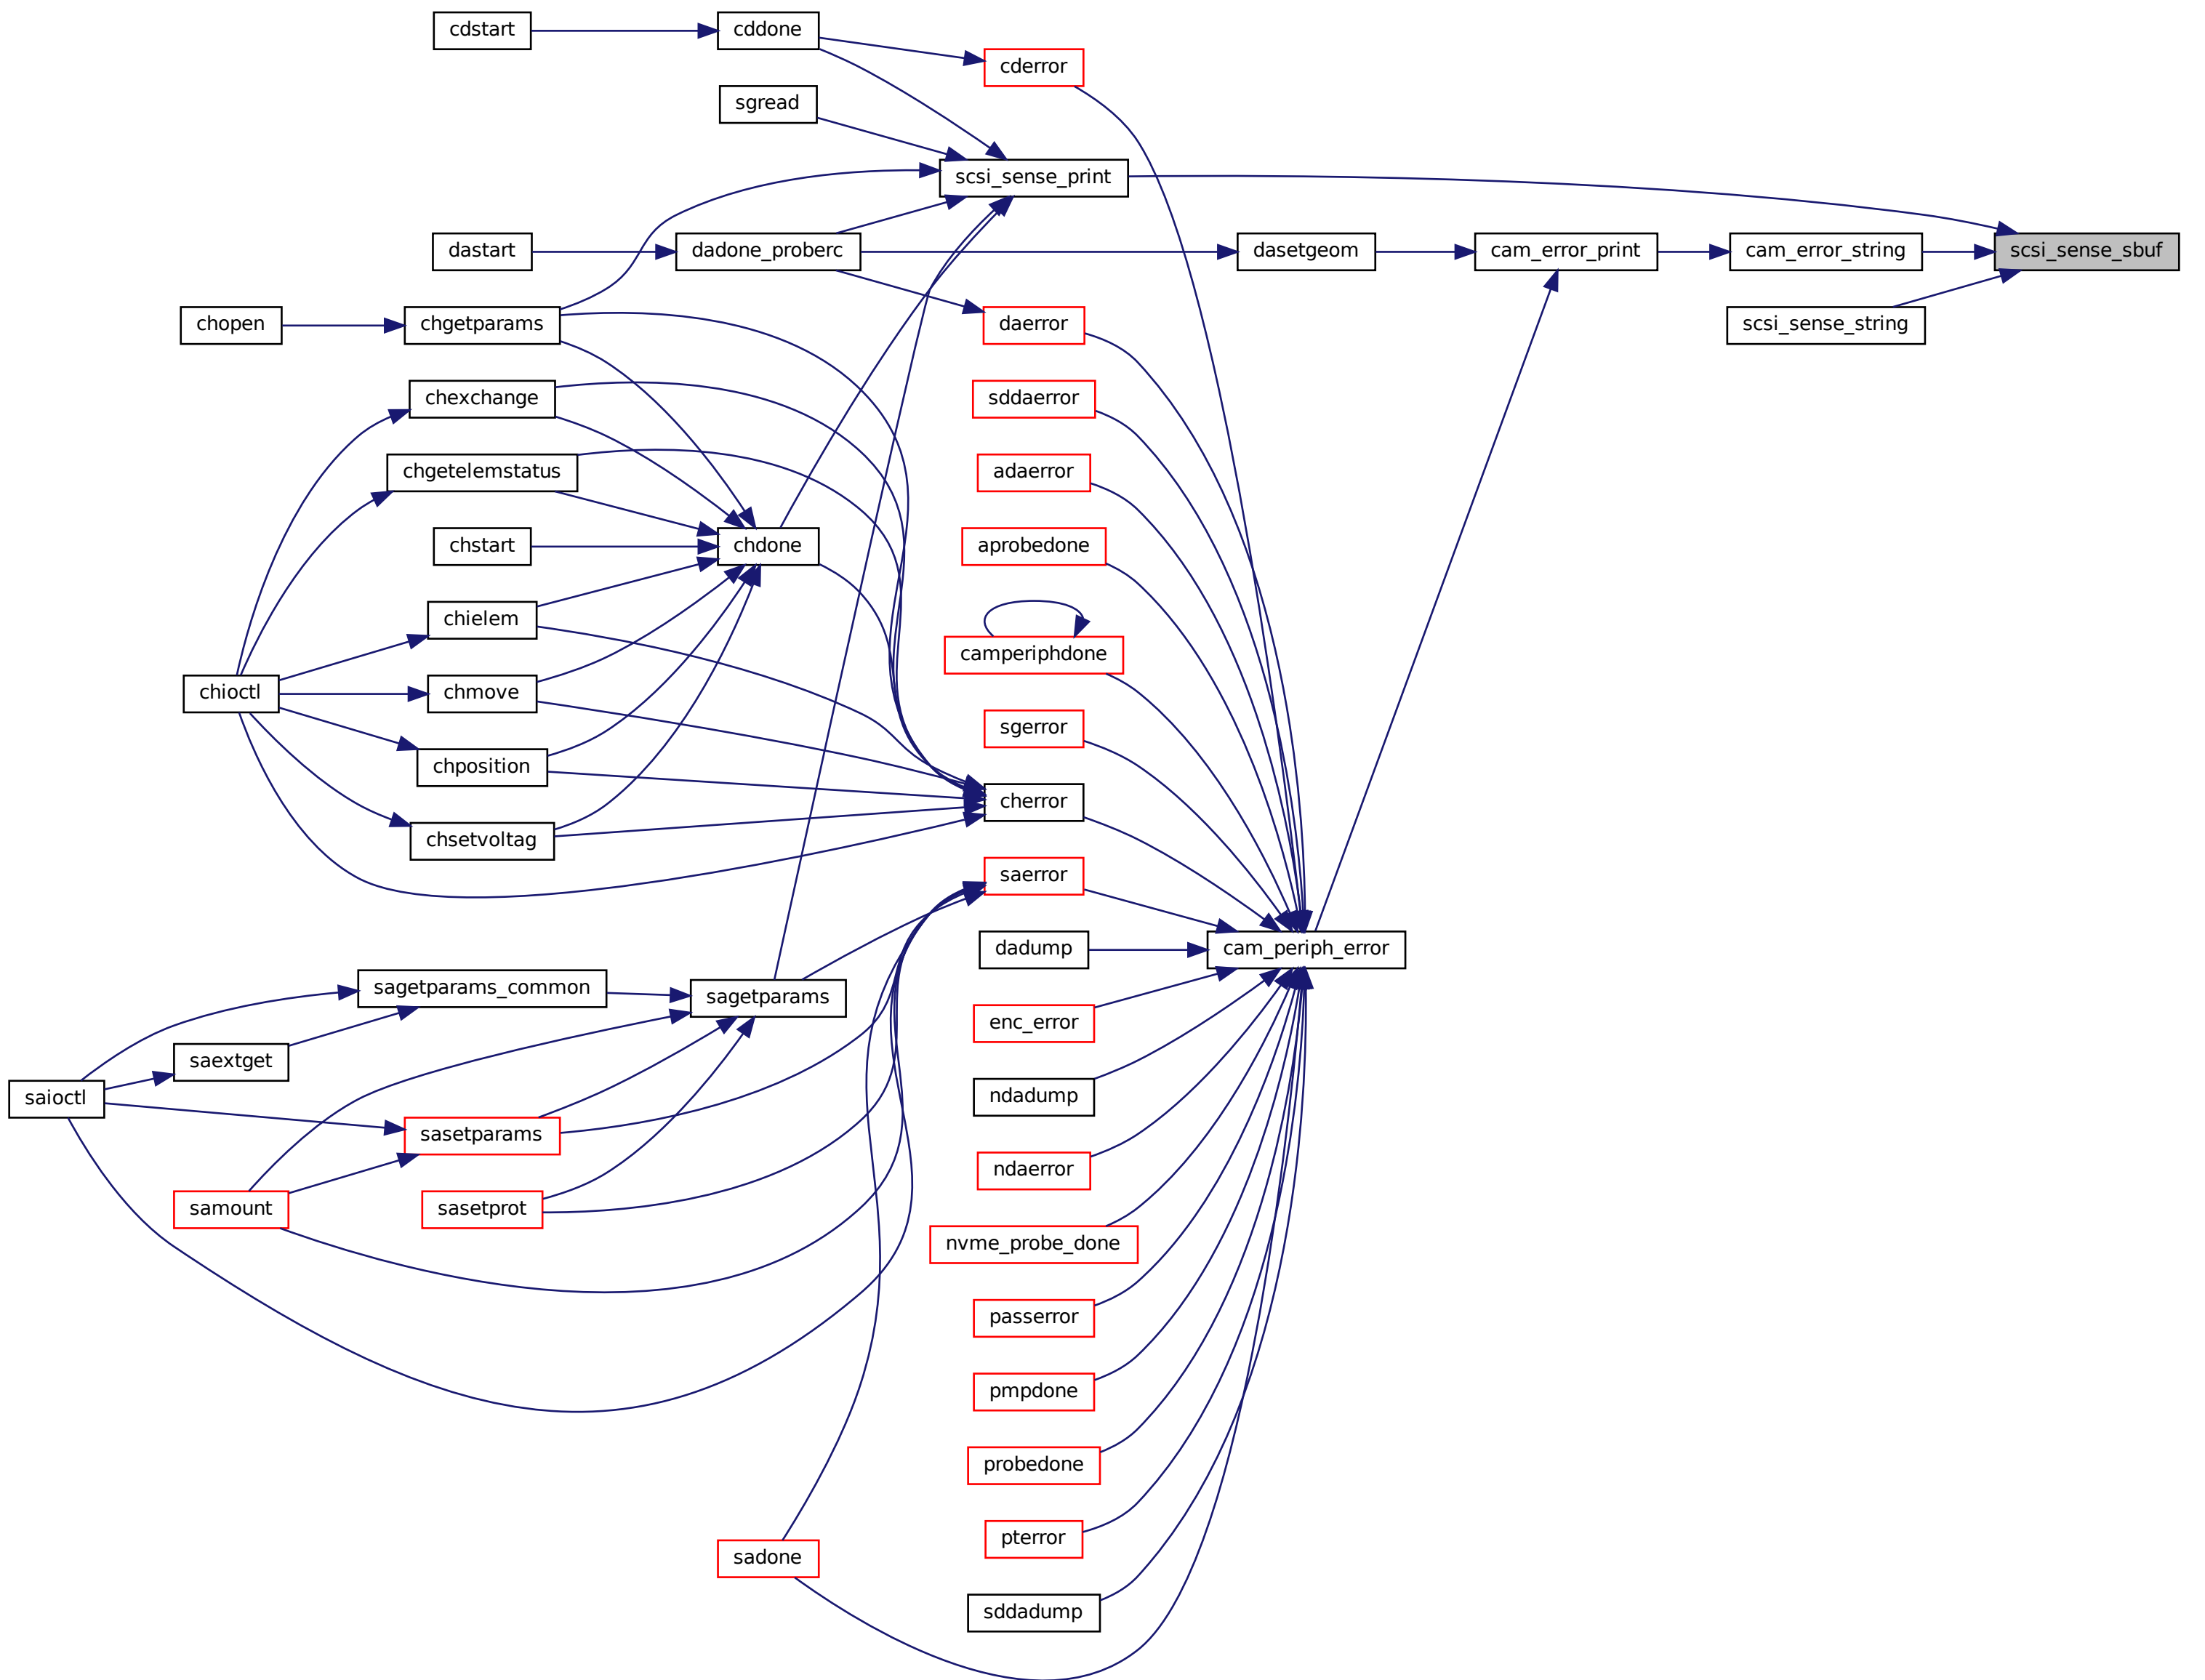 cdstart
cddone
cderror
sgread
scsi_sense_print
dastart
dadone_proberc
dasetgeom
cam_error_print
cam_error_string
scsi_sense_sbuf
chopen
chgetparams
daerror
scsi_sense_string
chexchange
sddaerror
chgetelemstatus
adaerror
chstart
chdone
aprobedone
chielem
camperiphdone
chioctl
chmove
sgerror
chposition
cherror
chsetvoltag
saerror
dadump
cam_periph_error
sagetparams_common
sagetparams
enc_error
saextget
saioctl
ndadump
sasetparams
ndaerror
samount
sasetprot
nvme_probe_done
passerror
pmpdone
probedone
pterror
sadone
sddadump